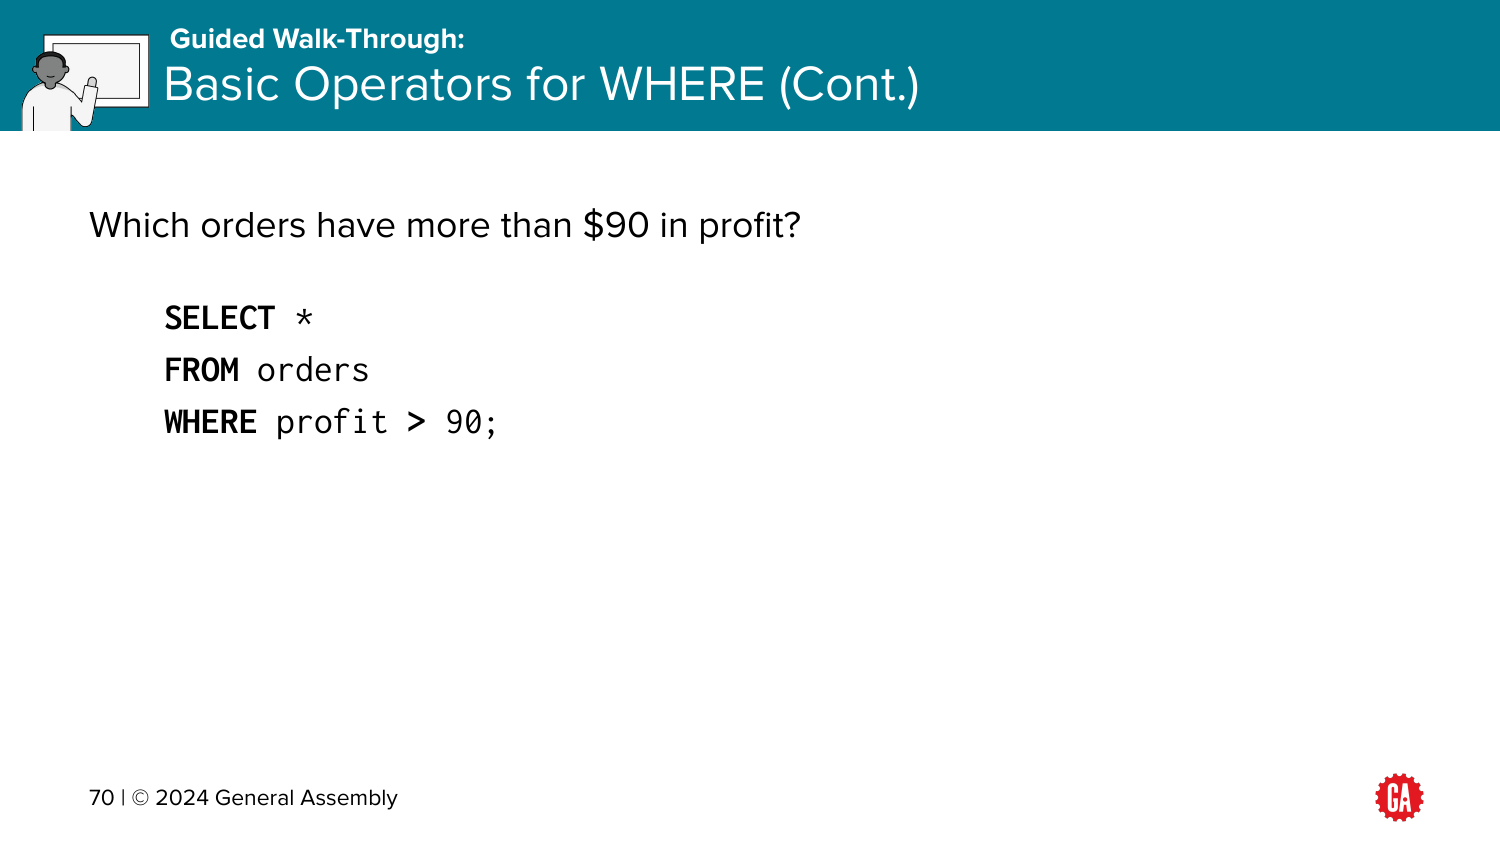 Guided Walk-Through:
Basic Operators for WHERE (Cont.)
Which orders have more than $90 in profit?
SELECT *
FROM orders
WHERE profit > 90;
70 | © 2024 General Assembly
GA